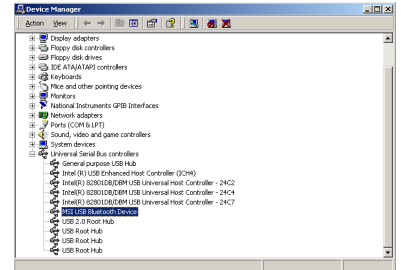 Device Manager
Action View
Display adapters
Floppy disk controllers
Floppy disk drives
IDE ATA/ATAPI controllers
Keyboards
Mice and other pointing devices
Monitors
National Instruments GPIB Interfaces
Network adapters
Ports (COM & LPT)
Sound, video and game controllers
System devices
Universal Serial Bus controllers
General purpose USB Hub
Intel(R) USB Enhanced Host Controller (ICH4)
Intel(R) 82801DB/DBM USB Universal Host Controller - 24C2
Intel(R) 82801DB/DBM USB Universal Host Controller - 24C4
Intel(R) 82801DB/DBM USB Universal Host Controller - 24C7
MSI USB Bluetooth Device
USB 2.0 Root Hub
USB Root Hub
USB Root Hub
USB Root Hub